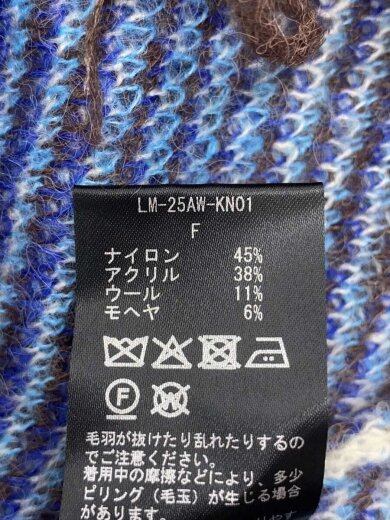 LM-25AW-KN01
F
ナイロン 45%
アクリル 38%
ウール 11%
モヘヤ 6%
F W
毛羽が抜けたり乱れたりするの
でご注意ください。
着用中の摩擦などにより、多少
ピリング(毛玉)が生じる場合
があります。